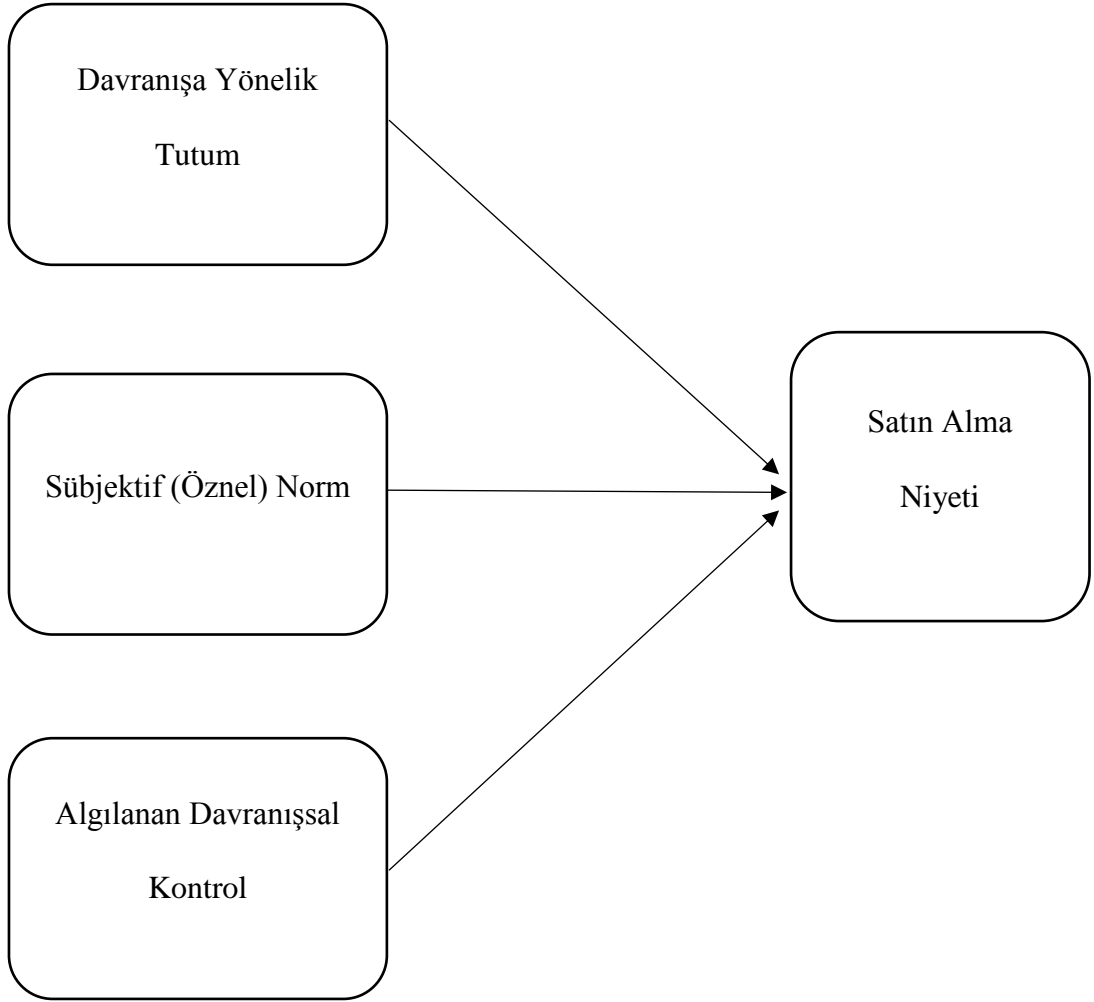 Davranışa Yönelik
Tutum
Sübjektif (Öznel) Norm
Satın Alma
Niyeti
Algılanan Davranışsal
Kontrol